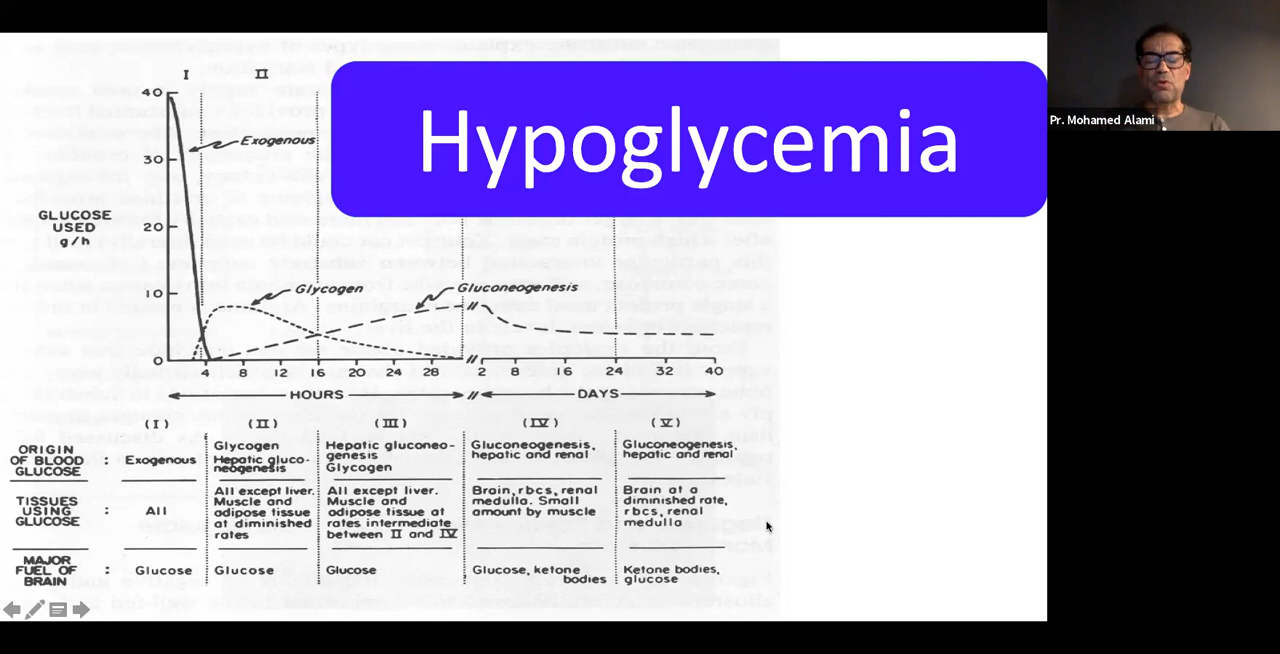 Hypoglycemia
Pr. Mohamed Alami
I II
40
Exogenous
30
GLUCOSE
USED
g/h
20
10
Glycogen
Gluconeogenesis
0
4 8 12 16 20 24 28 2 8 16 24 32 40
HOURS DAYS
(I) (II) (III) (IV) (V)
ORIGIN
OF BLOOD
GLUCOSE
:
Exogenous
Glycogen
Hepatic gluco-
neogenesis
Hepatic gluconeo-
genesis
Glycogen
Gluconeogenesis,
hepatic and renal
Gluconeogenesis,
hepatic and renal
TISSUES
USING
GLUCOSE
:
All
All except liver.
Muscle and
adipose tissue
at diminished
rates
All except liver.
Muscle and
adipose tissue at
rates intermediate
between II and IV
Brain, rbcs, renal
medulla. Small
amount by muscle
Brain at a
diminished rate,
rbcs, renal
medulla
MAJOR
FUEL OF
BRAIN
:
Glucose
Glucose
Glucose
Glucose, ketone
bodies
Ketone bodies,
glucose